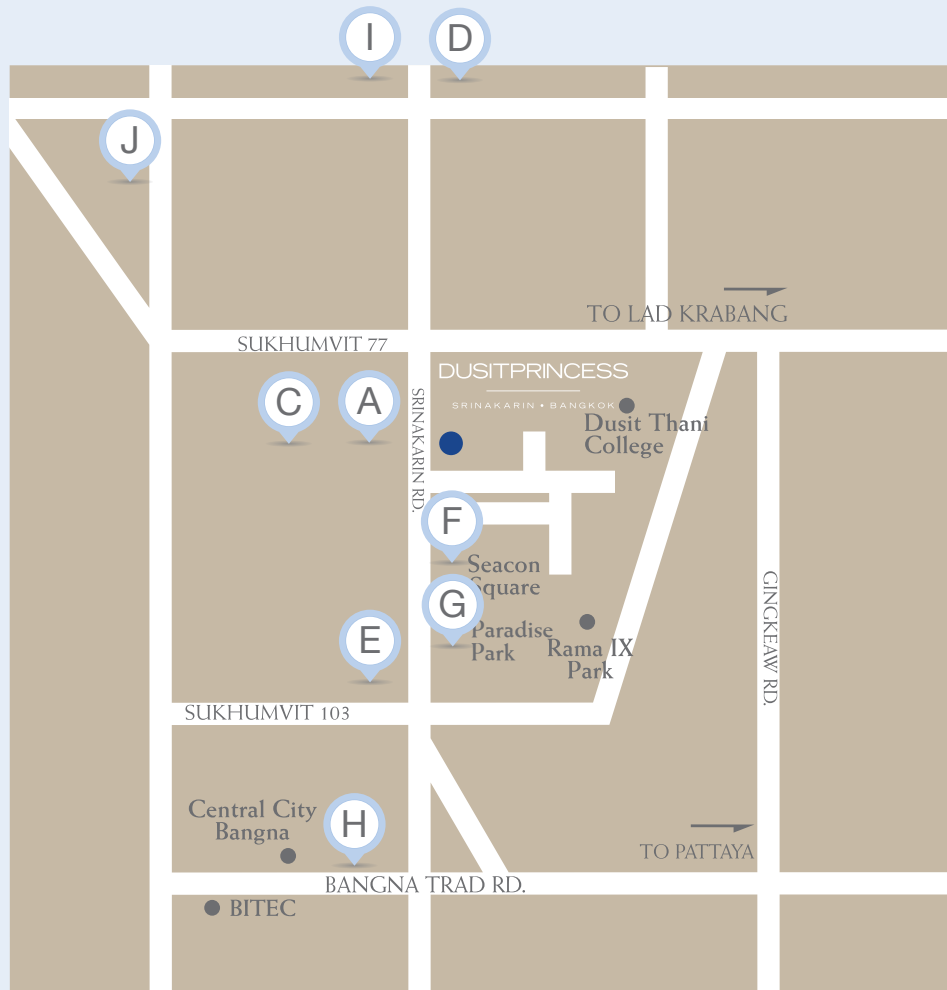 I
D
J
TO LAD KRABANG
SUKHUMVIT 77
DUSITPRINCESS
SRINAKARIN • BANGKOK
C
A
SRINAKARIN RD.
Dusit Thani
College
F
Seacon
Square
G
Paradise
Park
E
Rama IX
Park
GINGKEAW RD.
SUKHUMVIT 103
Central City
Bangna
H
TO PATTAYA
BANGNA TRAD RD.
BITEC